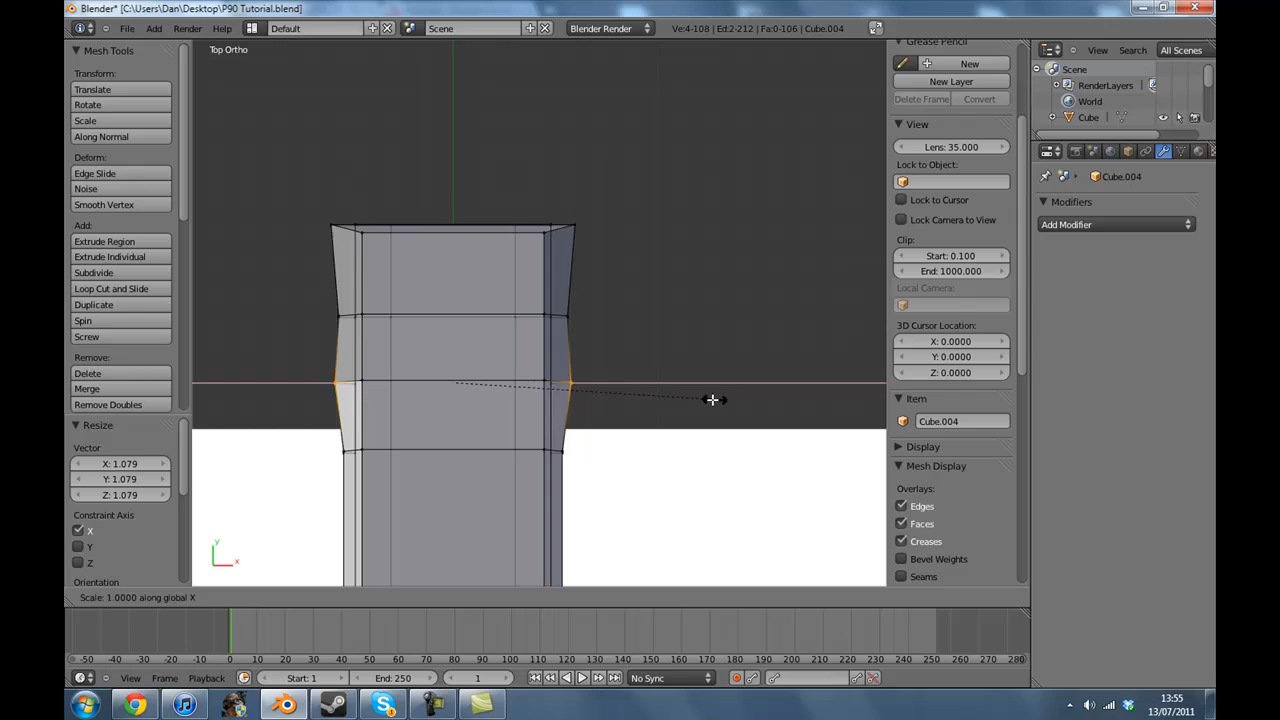 Blender* [C:\Users\Dan\Desktop\P90 Tutorial.blend]
File Add Render Help Default Scene Blender Render Ve:4-108 | Ed:2-212 | Fa:0-106 | Cube.004 View Search All Scenes
Mesh Tools
Transform:
Translate
Rotate
Scale
Along Normal
Deform:
Edge Slide
Noise
Smooth Vertex
Add:
Extrude Region
Extrude Individual
Subdivide
Loop Cut and Slide
Duplicate
Spin
Screw
Remove:
Delete
Merge
Remove Doubles
Resize
Vector
X: 1.079
Y: 1.079
Z: 1.079
Constraint Axis
X
Y
Z
Orientation
Top Ortho
y
x
Scale: 1.0000 along global X
Grease Pencil
New
New Layer
Delete Frame Convert
View
Lens: 35.000
Lock to Object:
Lock to Cursor
Lock Camera to View
Clip:
Start: 0.100
End: 1000.000
Local Camera:
3D Cursor Location:
X: 0.0000
Y: 0.0000
Z: 0.0000
Item
Cube.004
Display
Mesh Display
Overlays:
Edges
Faces
Creases
Bevel Weights
Seams
Scene
RenderLayers
World
Cube
Cube.004
Modifiers
Add Modifier
-50 -40 -30 -20 -10 0 10 20 30 40 50 60 70 80 90 100 110 120 130 140 150 160 170 180 190 200 210 220 230 240 250 260 270 280
View Frame Playback Start: 1 End: 250 1 No Sync
13:55
13/07/2011